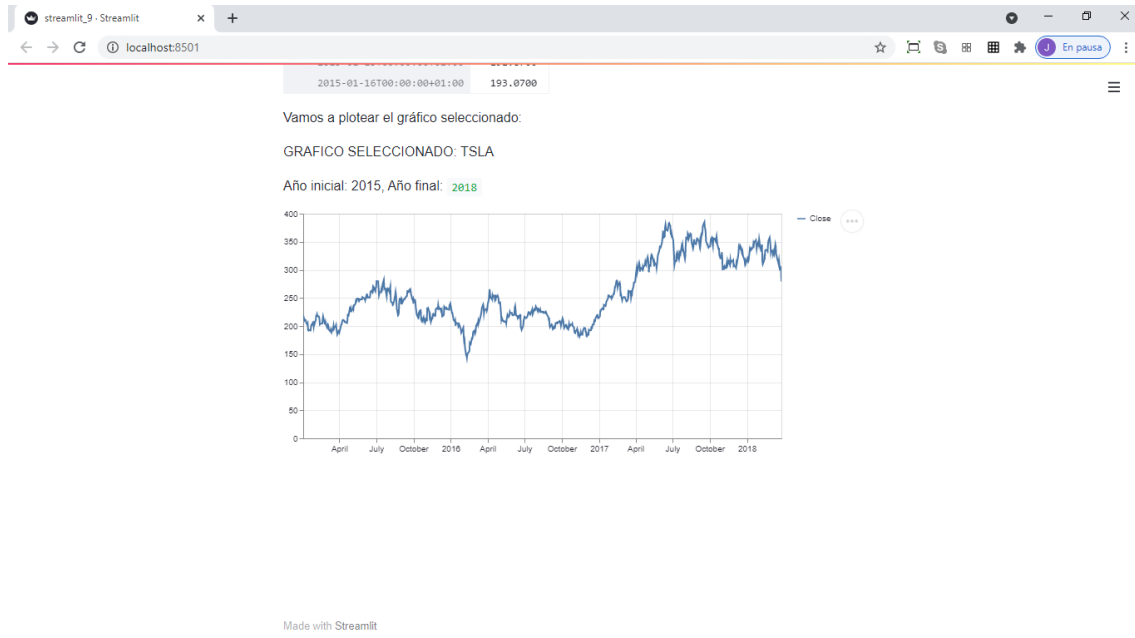 streamlit_9 · Streamlit
localhost:8501
J En pausa
2015-01-16T00:00:00+01:00 193.0700
Vamos a plotear el gráfico seleccionado:
GRAFICO SELECCIONADO: TSLA
Año inicial: 2015, Año final: 2018
400
350
300
250
200
150
100
50
0
Close
April July October 2016 April July October 2017 April July October 2018
Made with Streamlit